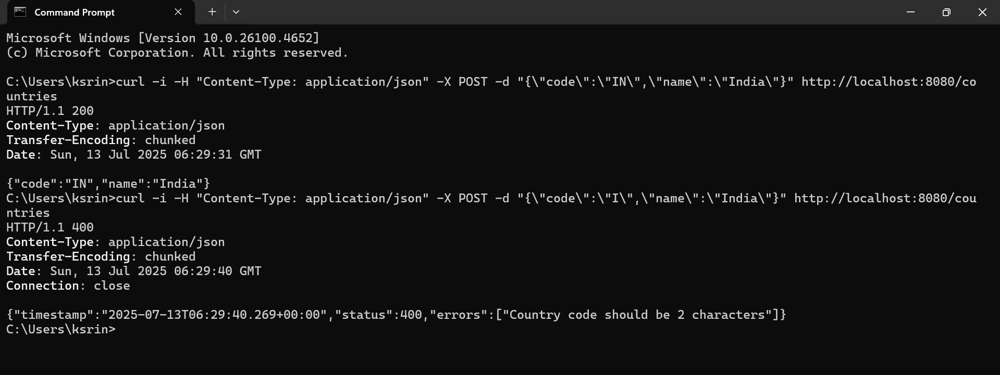 Command Prompt
Microsoft Windows [Version 10.0.26100.4652]
(c) Microsoft Corporation. All rights reserved.
C:\Users\ksrin>curl -i -H "Content-Type: application/json" -X POST -d "{\"code\":\"IN\",\"name\":\"India\"}" http://localhost:8080/co
untries
HTTP/1.1 200
Content-Type: application/json
Transfer-Encoding: chunked
Date: Sun, 13 Jul 2025 06:29:31 GMT
{"code":"IN","name":"India"}
C:\Users\ksrin>curl -i -H "Content-Type: application/json" -X POST -d "{\"code\":\"I\",\"name\":\"India\"}" http://localhost:8080/cou
ntries
HTTP/1.1 400
Content-Type: application/json
Transfer-Encoding: chunked
Date: Sun, 13 Jul 2025 06:29:40 GMT
Connection: close
{"timestamp":"2025-07-13T06:29:40.269+00:00","status":400,"errors":["Country code should be 2 characters"]}
C:\Users\ksrin>